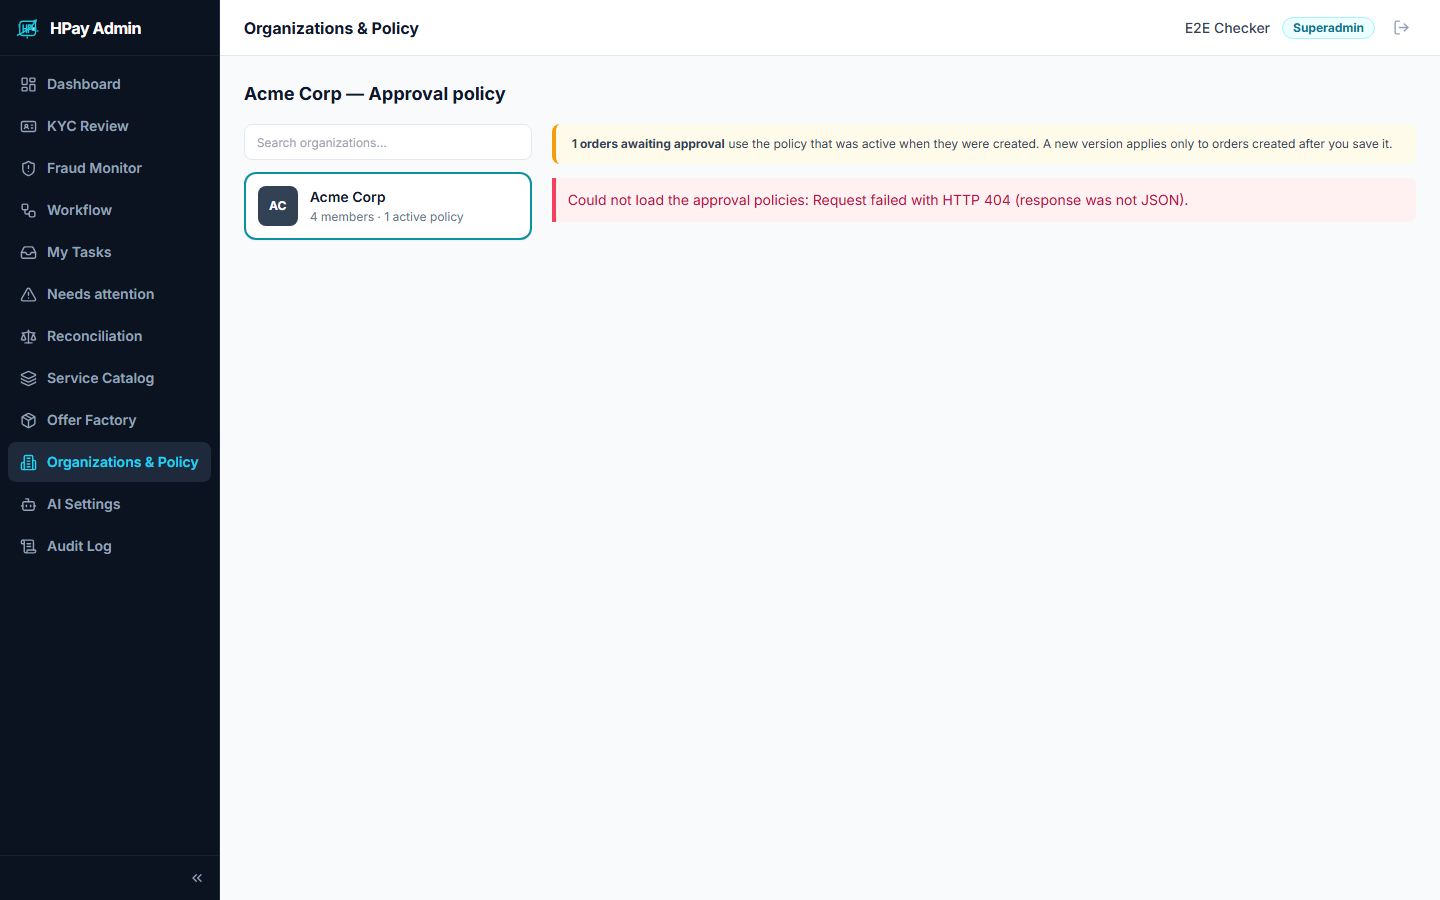 HPay Admin
Dashboard
KYC Review
Fraud Monitor
Workflow
My Tasks
Needs attention
Reconciliation
Service Catalog
Offer Factory
Organizations & Policy
AI Settings
Audit Log
Organizations & Policy
E2E Checker
Superadmin
Acme Corp — Approval policy
Search organizations...
AC
Acme Corp
4 members · 1 active policy
1 orders awaiting approval use the policy that was active when they were created. A new version applies only to orders created after you save it.
Could not load the approval policies: Request failed with HTTP 404 (response was not JSON).